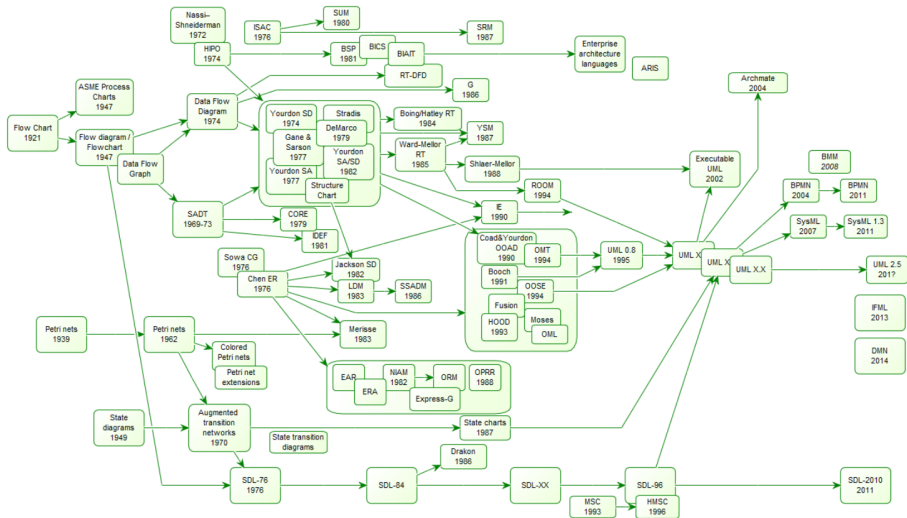 Nassi–
Shneiderman
1972
HIPO
1974
ISAC
1976
SUM
1980
SRM
1987
BSP
1981
BICS
BIAIT
Enterprise
architecture
languages
ARIS
RT-DFD
G
1986
Archmate
2004
ASME Process
Charts
1947
Flow Chart
1921
Flow diagram /
Flowchart
1947
Data Flow
Graph
Data Flow
Diagram
1974
Yourdon SD
1974
Stradis
DeMarco
1979
Gane &
Sarson
1977
Yourdon
SA/SD
1982
Yourdon SA
1977
Structure
Chart
Boing/Hatley RT
1984
YSM
1987
Ward-Mellor
RT
1985
Shlaer-Mellor
1988
ROOM
1994
Executable
UML
2002
BMM
2008
BPMN
2004
BPMN
2011
SysML
2007
SysML 1.3
2011
SADT
1969-73
CORE
1979
IDEF
1981
IE
1990
Sowa CG
1976
Chen ER
1976
Jackson SD
1982
LDM
1983
SSADM
1986
Merisse
1983
Coad&Yourdon
OOAD
1990
OMT
1994
Booch
1991
OOSE
1994
Fusion
Moses
HOOD
1993
OML
UML 0.8
1995
UML X
UML X
UML X.X
UML 2.5
201?
IFML
2013
DMN
2014
Petri nets
1939
Petri nets
1962
Colored
Petri nets
Petri net
extensions
EAR
ERA
NIAM
1982
ORM
OPRR
1988
Express-G
State
diagrams
1949
Augmented
transition
networks
1970
State transition
diagrams
State charts
1987
Drakon
1986
SDL-76
1976
SDL-84
SDL-XX
SDL-96
MSC
1993
HMSC
1996
SDL-2010
2011